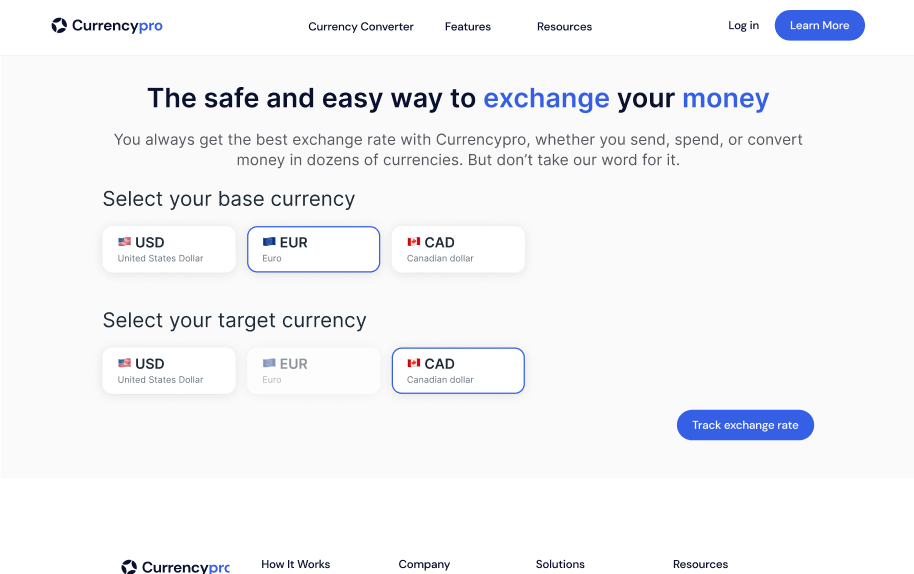 Currencypro
Currency Converter
Features
Resources
Log in
Learn More
The safe and easy way to exchange your money
You always get the best exchange rate with Currencypro, whether you send, spend, or convert
money in dozens of currencies. But don’t take our word for it.
Select your base currency
USD
United States Dollar
EUR
Euro
CAD
Canadian dollar
Select your target currency
USD
United States Dollar
EUR
Euro
CAD
Canadian dollar
Track exchange rate
Currencypro
How It Works
Company
Solutions
Resources